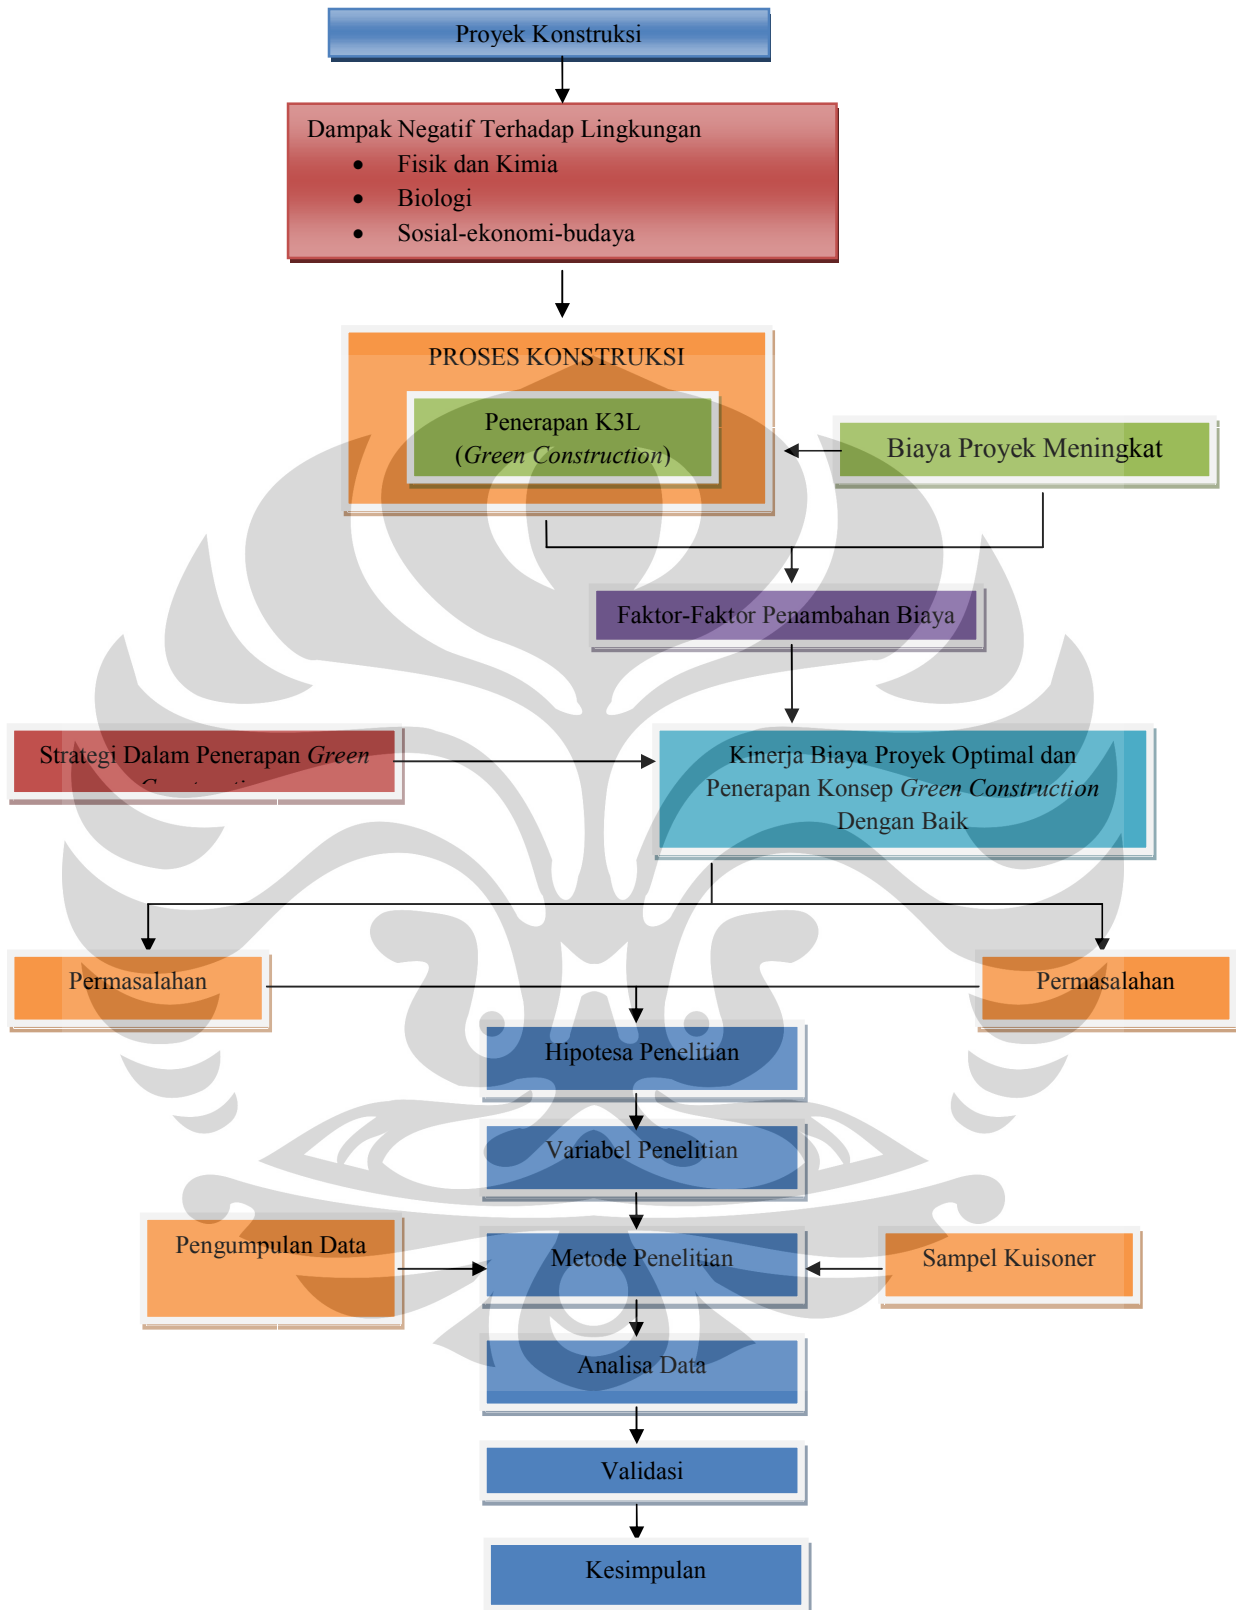 Proyek Konstruksi
Dampak Negatif Terhadap Lingkungan
• Fisik dan Kimia
• Biologi
• Sosial-ekonomi-budaya
PROSES KONSTRUKSI
Penerapan K3L
(Green Construction)
Biaya Proyek Meningkat
Faktor-Faktor Penambahan Biaya
Strategi Dalam Penerapan Green
Kinerja Biaya Proyek Optimal dan
Penerapan Konsep Green Construction
Dengan Baik
Permasalahan
Permasalahan
Hipotesa Penelitian
Variabel Penelitian
Pengumpulan Data
Metode Penelitian
Sampel Kuisoner
Analisa Data
Validasi
Kesimpulan